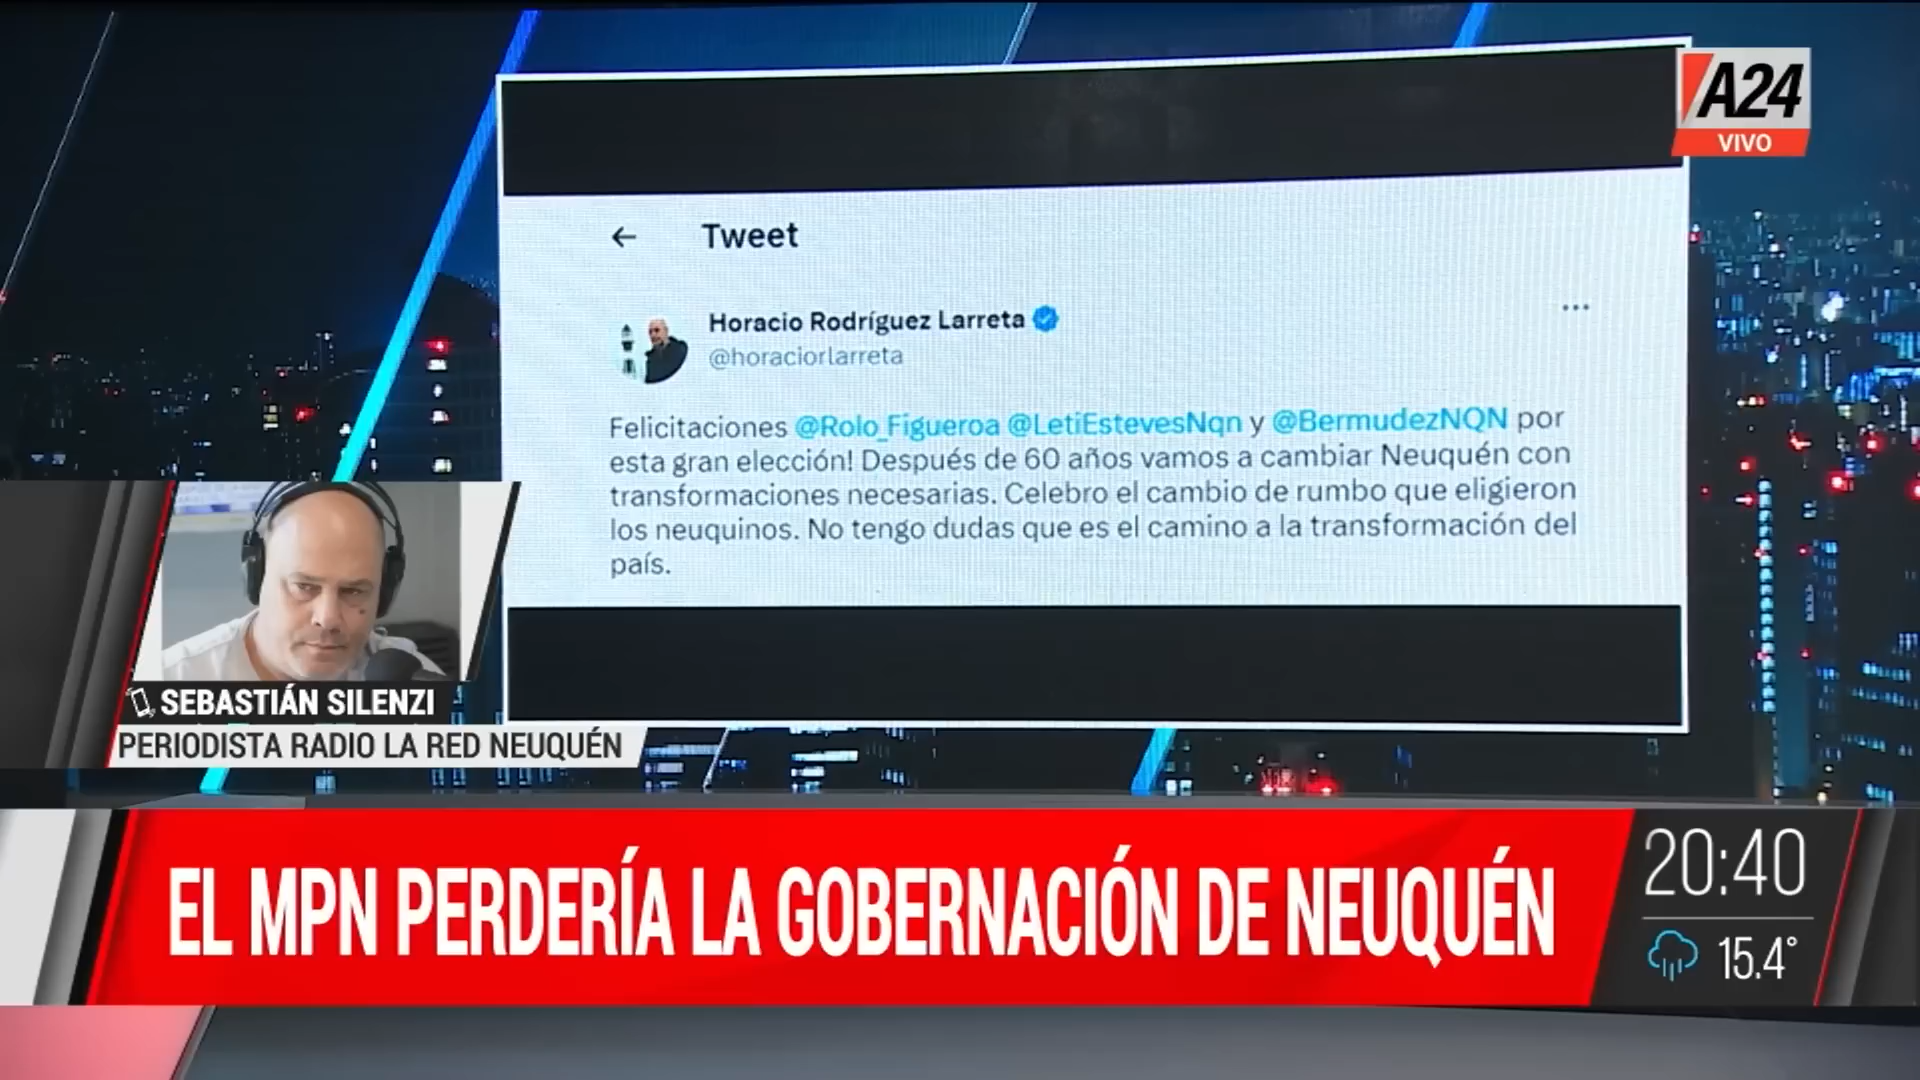 A24
VIVO
← Tweet
Horacio Rodríguez Larreta
@horaciorlarreta
Felicitaciones @Rolo_Figueroa @LetiEstevesNqn y @BermudezNQN por
esta gran elección! Después de 60 años vamos a cambiar Neuquén con
transformaciones necesarias. Celebro el cambio de rumbo que eligieron
los neuquinos. No tengo dudas que es el camino a la transformación del
país.
SEBASTIÁN SILENZI
PERIODISTA RADIO LA RED NEUQUÉN
EL MPN PERDERÍA LA GOBERNACIÓN DE NEUQUÉN
20:40
15.4°